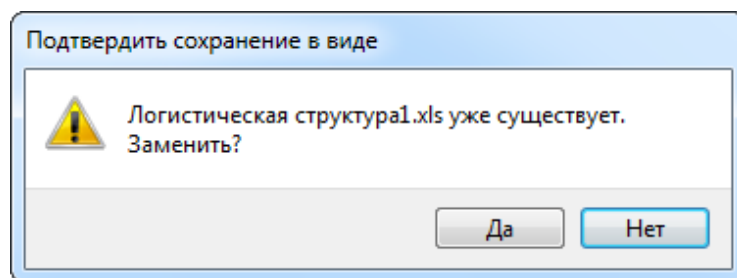 Подтвердить сохранение в виде
Логистическая структура1.xls уже существует.
Заменить?
Да
Нет